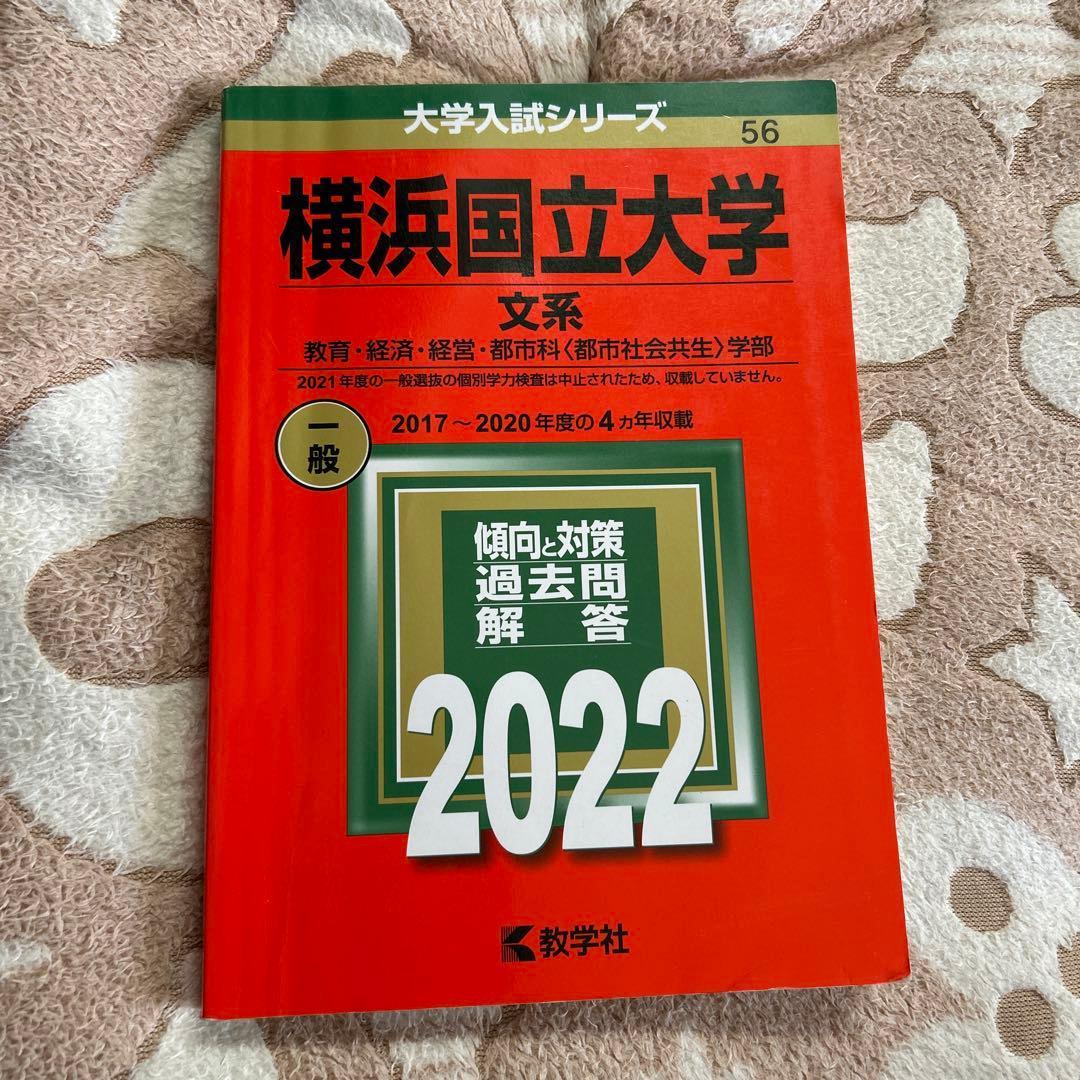 大学入試シリーズ
56
横浜国立大学
文系
教育・経済・経営・都市科〈都市社会共生〉学部
2021年度の一般選抜の個別学力検査は中止されたため、収載していません。
一般
2017～2020年度の4ヵ年収載
傾向と対策
過去問
解答
2022
教学社